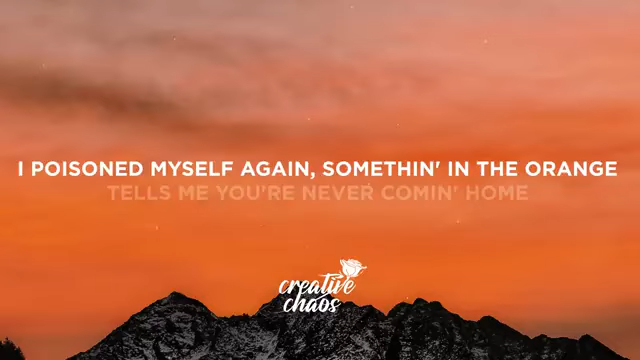 I POISONED MYSELF AGAIN, SOMETHIN' IN THE ORANGE
TELLS ME YOU'RE NEVER COMIN' HOME
creative
chaos